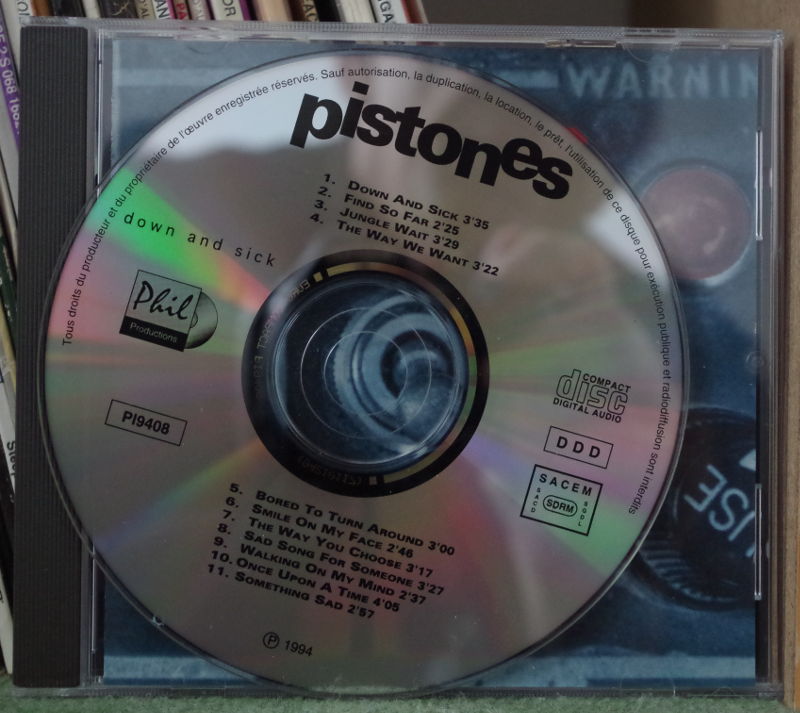 WARNIN
Tous droits du producteur et du propriétaire de l'œuvre enregistrée réservés. Sauf autorisation, la duplication, la location, le prêt, l'utilisation de ce disque pour exécution publique et radiodiffusion sont interdits
pistones
1. DOWN AND SICK 3'35
2. FIND SO FAR 2'25
3. JUNGLE WAIT 3'29
4. THE WAY WE WANT 3'22
down and sick
Phil
Productions
COMPACT
disc
DIGITAL AUDIO
PI9408
DDD
SACEM
SACD
SDRM
SGDL
USE
5. BORED TO TURN AROUND 3'00
6. SMILE ON MY FACE 2'46
7. THE WAY YOU CHOOSE 3'17
8. SAD SONG FOR SOMEONE 3'27
9. WALKING ON MY MIND 2'37
10. ONCE UPON A TIME 4'05
11. SOMETHING SAD 2'57
℗ 1994